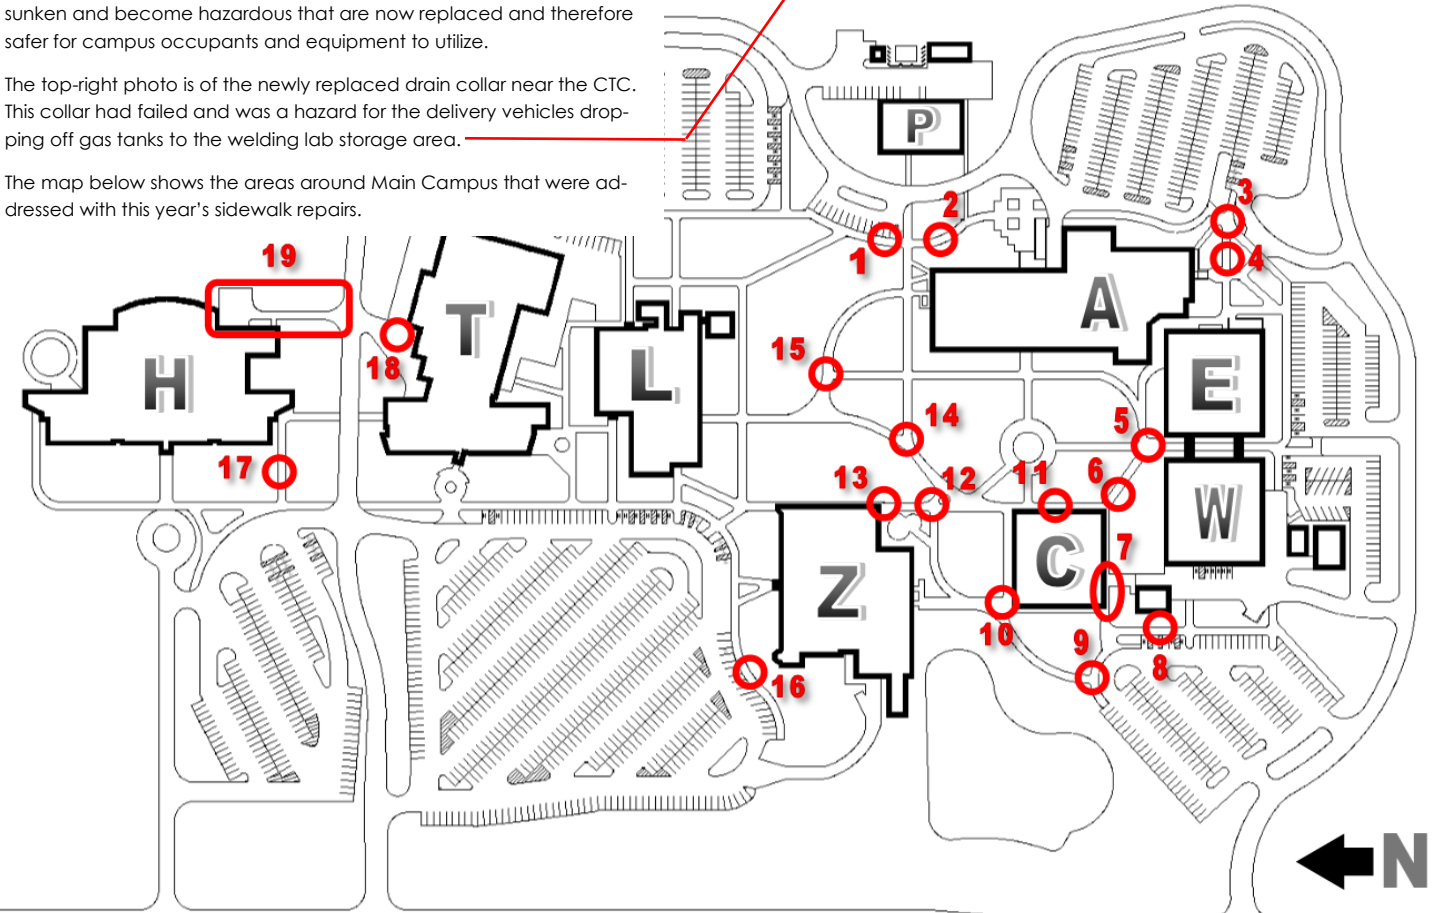 sunken and become hazardous that are now replaced and therefore
safer for campus occupants and equipment to utilize.
The top-right photo is of the newly replaced drain collar near the CTC.
This collar had failed and was a hazard for the delivery vehicles drop-
ping off gas tanks to the welding lab storage area.
The map below shows the areas around Main Campus that were ad-
dressed with this year's sidewalk repairs.
P
3
2
1
4
19
A
T
15
18
H
L
E
14
5
17
13
12
11
6
W
7
C
Z
10
9
8
16
N